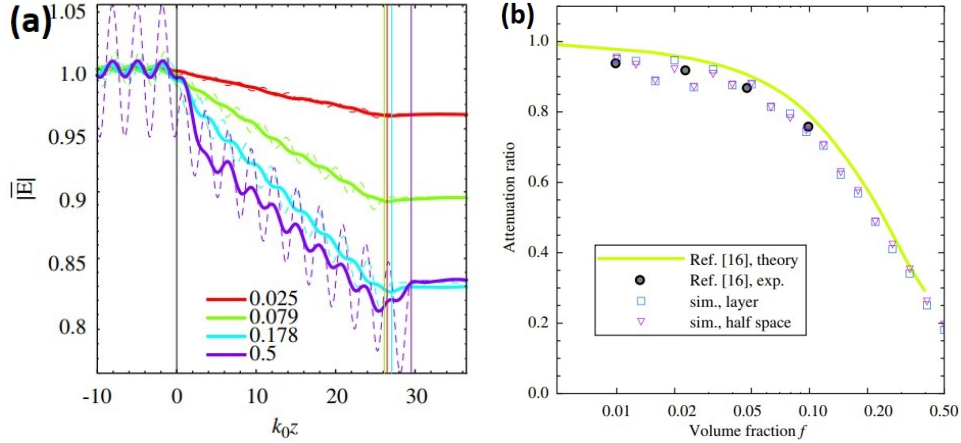 (a)
1.05
1.0
0.95
0.9
0.85
0.8
|E̅|
0.025
0.079
0.178
0.5
-10 0 10 20 30
k₀z
(b)
1.0
0.8
0.6
0.4
0.2
0.0
Attenuation ratio
Ref. [16], theory
Ref. [16], exp.
sim., layer
sim., half space
0.01 0.02 0.05 0.10 0.20 0.50
Volume fraction f